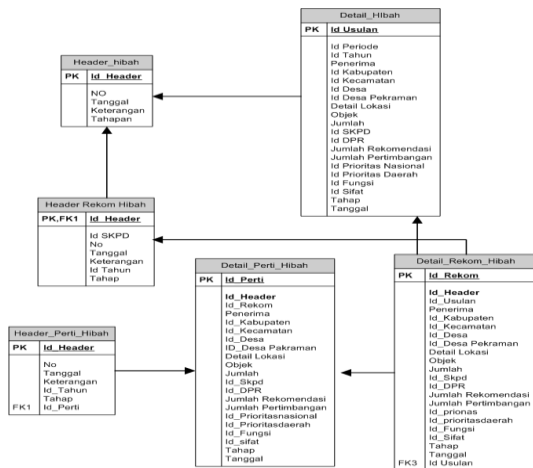 Detail_HIbah
PK Id_Usulan
Id Periode
Id Tahun
Penerima
Id Kabupaten
Id Kecamatan
Id Desa
Id Desa Pekraman
Detail Lokasi
Objek
Jumlah
Id SKPD
Id DPR
Jumlah Rekomendasi
Jumlah Pertimbangan
Id Prioritas Nasional
Id Prioritas Daerah
Id Fungsi
Id Sifat
Tahap
Tanggal
Header_hibah
PK Id_Header
NO
Tanggal
Keterangan
Tahapan
Header Rekom Hibah
PK,FK1 Id_Header
Id SKPD
No
Tanggal
Keterangan
Id Tahun
Tahap
Detail_Perti_Hibah
PK Id_Perti
Id_Header
Id_Rekom
Penerima
Id_Kabupaten
Id_Kecamatan
Id_Desa
ID_Desa Pakraman
Detail Lokasi
Objek
Jumlah
Id_Skpd
Id_DPR
Jumlah Rekomendasi
Jumlah Pertimbangan
Id_Prioritasnasional
Id_Prioritasdaerah
Id_Fungsi
Id_sifat
Tahap
Tanggal
Detail_Rekom_Hibah
PK Id_Rekom
Id_Header
Id_Usulan
Penerima
Id_Kabupaten
Id_Kecamatan
Id_Desa
Id_Desa Pekraman
Detail Lokasi
Objek
Jumlah
Id_Skpd
Id_DPR
Jumlah Rekomendasi
Jumlah Pertimbangan
Id_prionas
Id_prioritasdaerah
Id_Fungsi
Id_Sifat
Tahap
Tanggal
FK3 Id Usulan
Header_Perti_Hibah
PK Id_Header
No
Tanggal
Keterangan
Id_Tahun
Tahap
FK1 Id_Perti